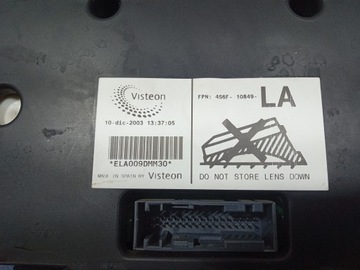 Visteon
10-dic-2003 13:37:05
*ELA009DMM30*
MADE IN SPAIN BY Visteon
FPN: 4S6F- 10849- LA
DO NOT STORE LENS DOWN